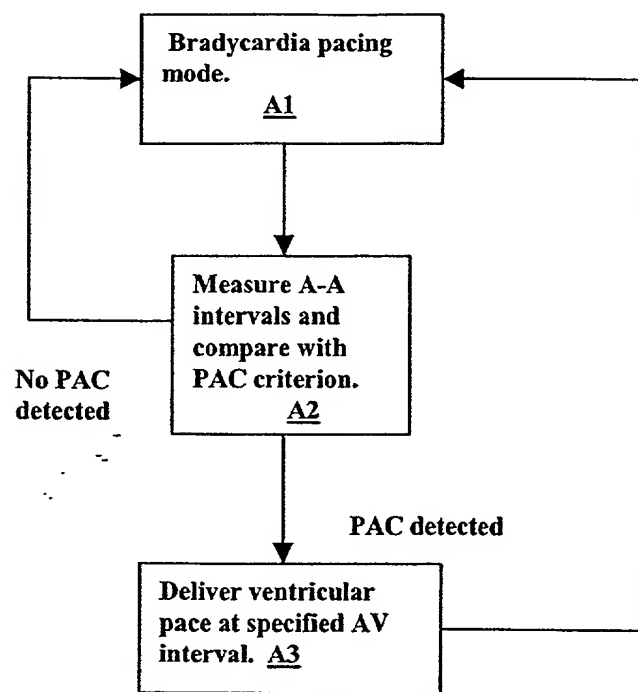 Bradycardia pacing
mode.
A1
Measure A-A
intervals and
compare with
PAC criterion.
A2
No PAC
detected
PAC detected
Deliver ventricular
pace at specified AV
interval. A3